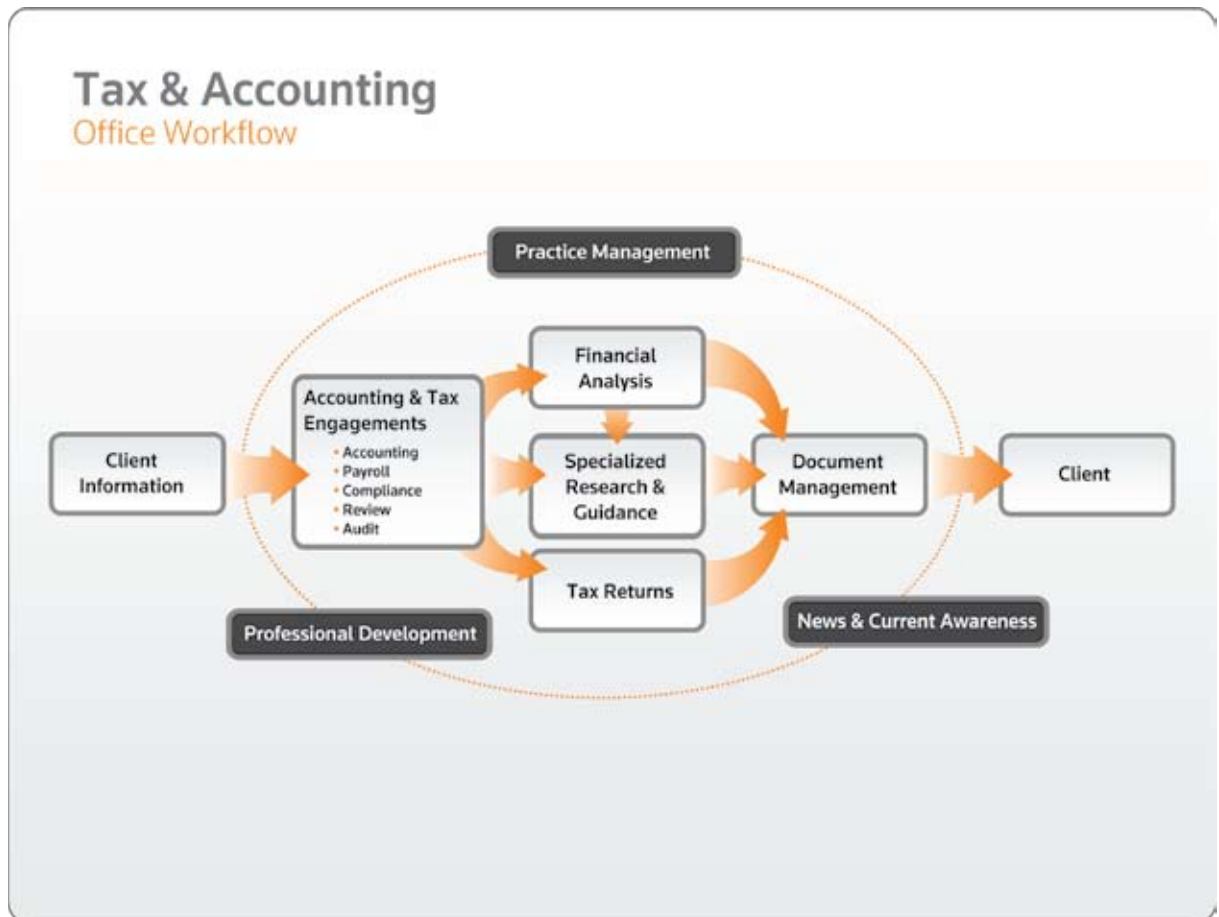 Tax & Accounting
Office Workflow
Practice Management
Client
Information
Accounting & Tax
Engagements
• Accounting
• Payroll
• Compliance
• Review
• Audit
Financial
Analysis
Specialized
Research &
Guidance
Tax Returns
Document
Management
Client
Professional Development
News & Current Awareness